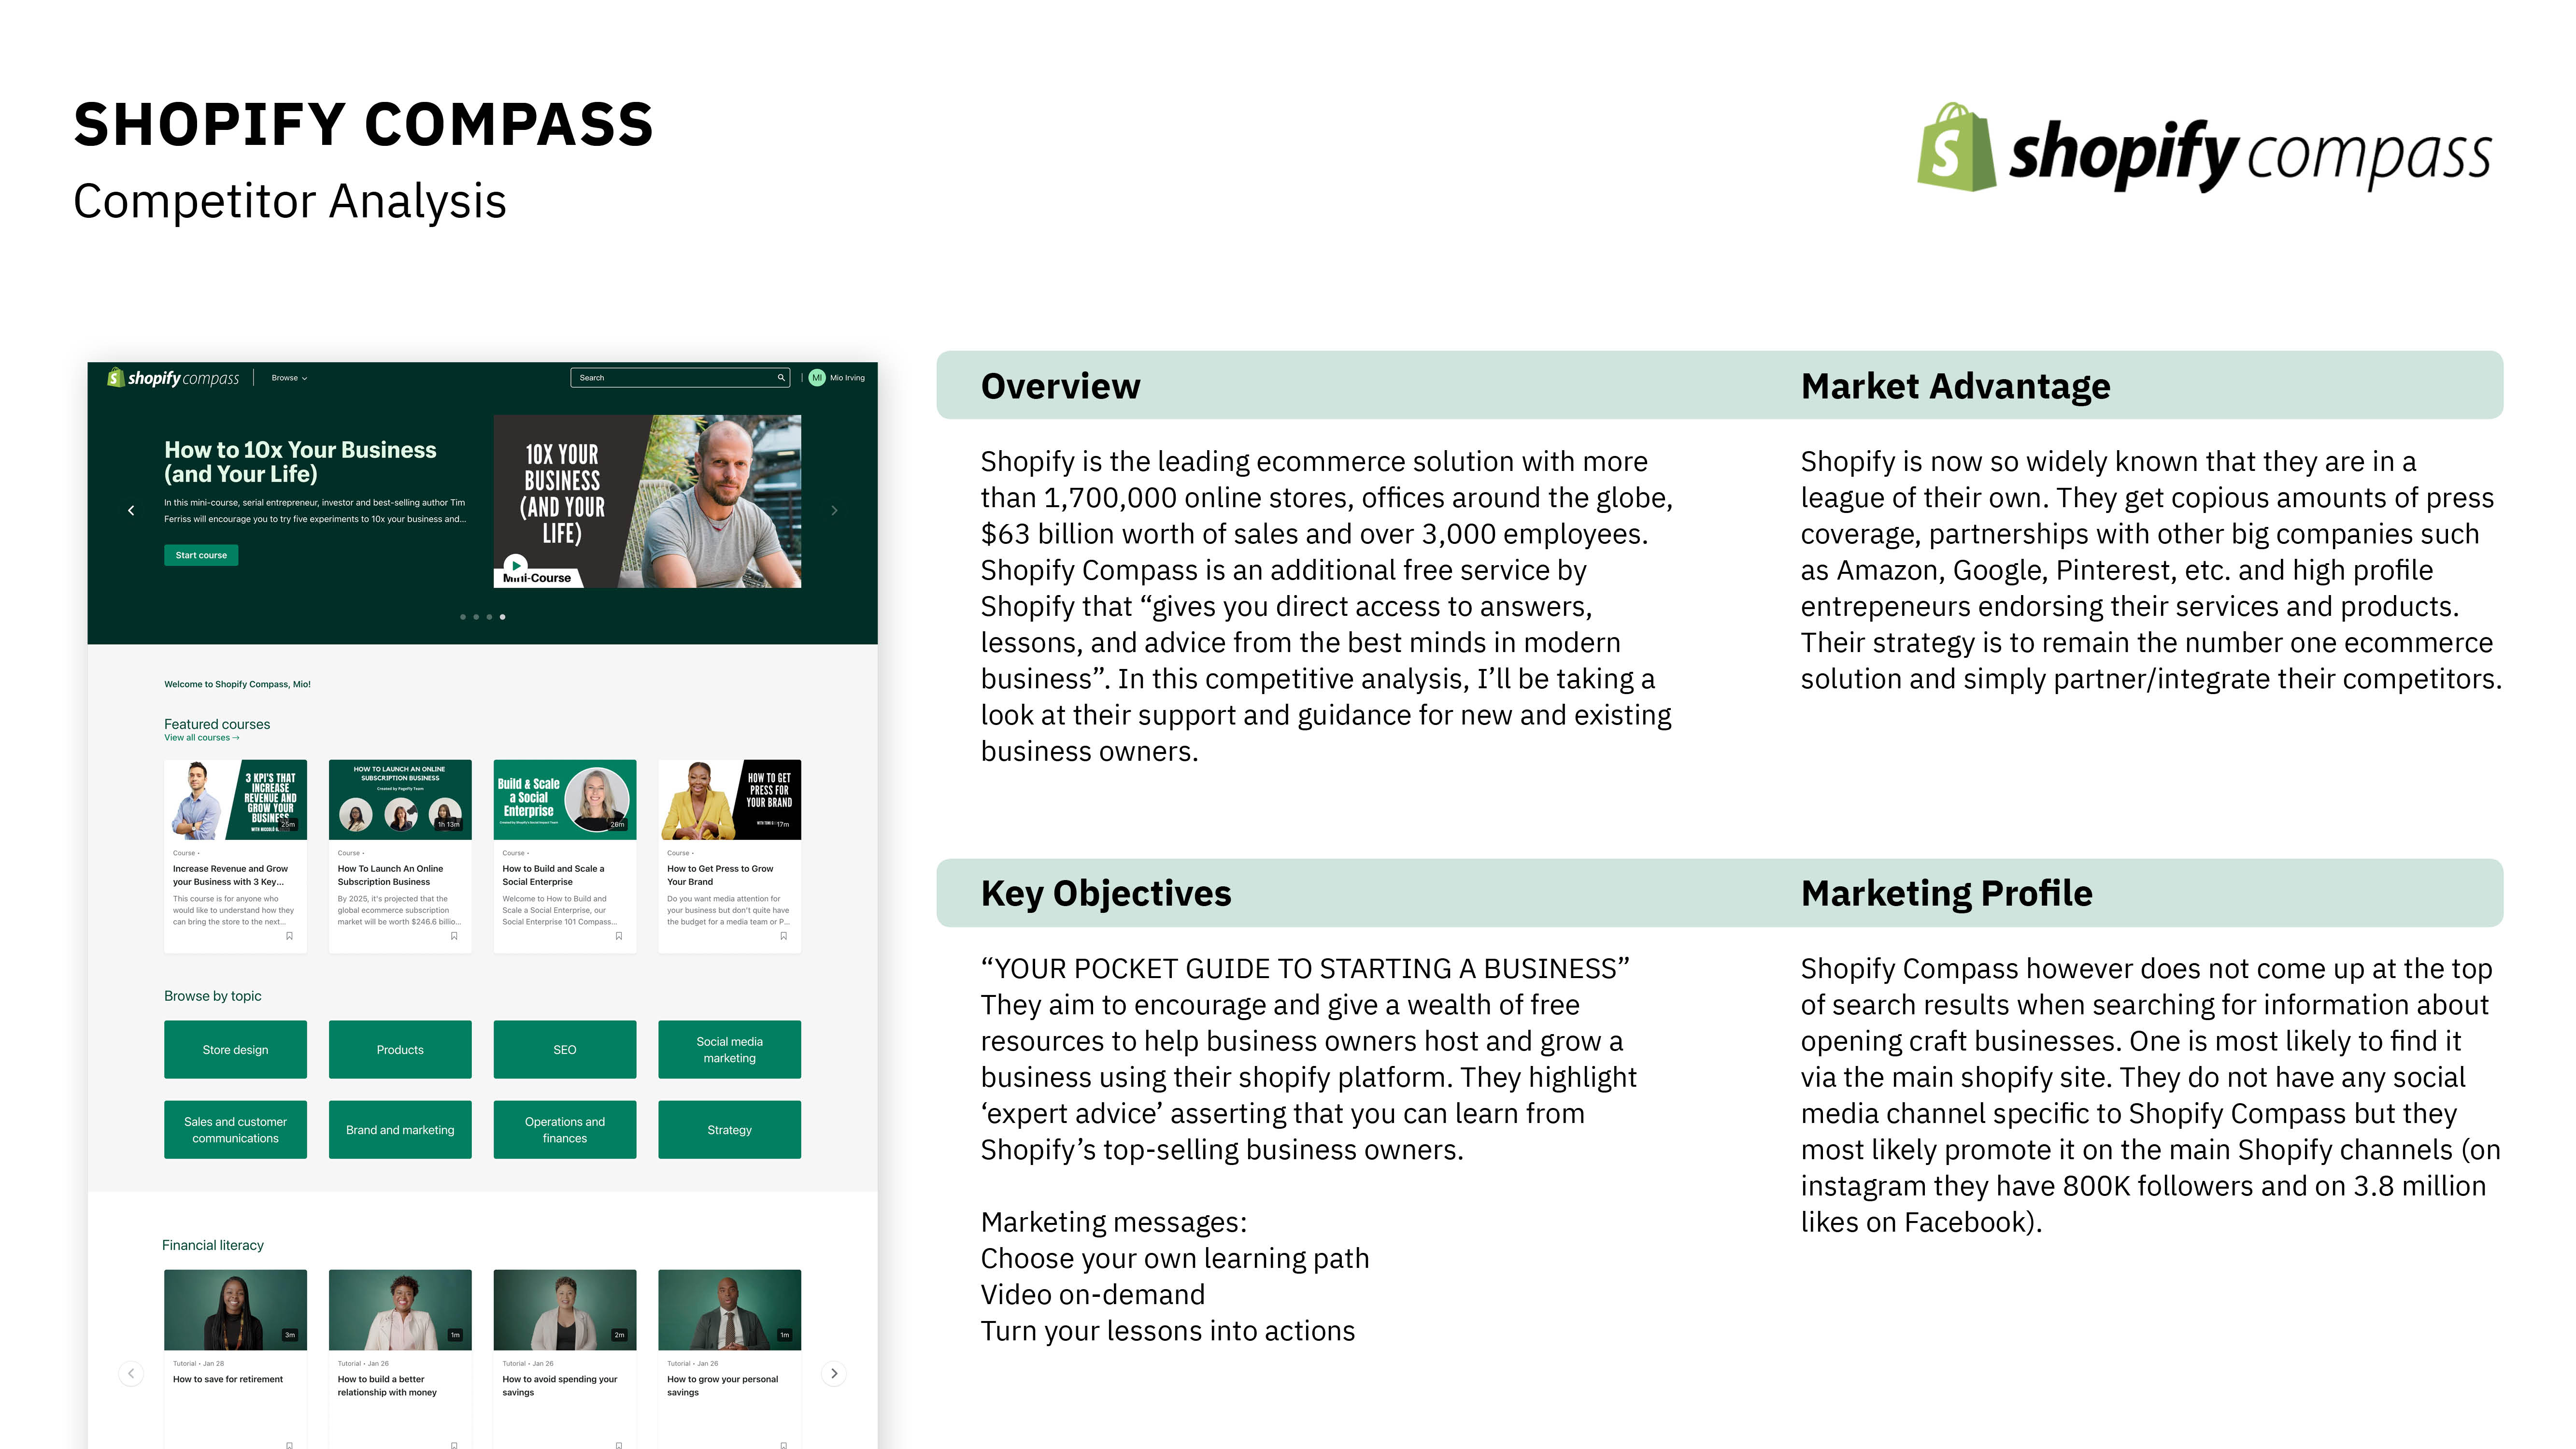 SHOPIFY COMPASS
Competitor Analysis
shopify compass
shopify compass
Browse
Search
MI
Mio Irving
How to 10x Your Business
(and Your Life)
In this mini-course, serial entrepreneur, investor and best-selling author Tim
Ferriss will encourage you to try five experiments to 10x your business and...
Start course
10X YOUR
BUSINESS
(AND YOUR
LIFE)
Mini-Course
Welcome to Shopify Compass, Mio!
Featured courses
View all courses →
3 KPI'S THAT
INCREASE
REVENUE AND
GROW YOUR
BUSINESS
25m
Course •
Increase Revenue and Grow
your Business with 3 Key...
This course is for anyone who
would like to understand how they
can bring the store to the next...
HOW TO LAUNCH AN ONLINE
SUBSCRIPTION BUSINESS
Created by Pagefly Team
1h 13m
Course •
How To Launch An Online
Subscription Business
By 2025, it's projected that the
global ecommerce subscription
market will be worth $246.6 billio...
Build & Scale
a Social
Enterprise
Created by Shopify's Social Impact Team
26m
Course •
How to Build and Scale a
Social Enterprise
Welcome to How to Build and
Scale a Social Enterprise, our
Social Enterprise 101 Compass...
HOW TO GET
PRESS FOR
YOUR BRAND
17m
Course •
How to Get Press to Grow
Your Brand
Do you want media attention for
your business but don't quite have
the budget for a media team or P...
Browse by topic
Store design
Products
SEO
Social media
marketing
Sales and customer
communications
Brand and marketing
Operations and
finances
Strategy
Financial literacy
3m
Tutorial • Jan 28
How to save for retirement
1m
Tutorial • Jan 26
How to build a better
relationship with money
2m
Tutorial • Jan 26
How to avoid spending your
savings
1m
Tutorial • Jan 26
How to grow your personal
savings
Overview
Shopify is the leading ecommerce solution with more
than 1,700,000 online stores, offices around the globe,
$63 billion worth of sales and over 3,000 employees.
Shopify Compass is an additional free service by
Shopify that “gives you direct access to answers,
lessons, and advice from the best minds in modern
business”. In this competitive analysis, I’ll be taking a
look at their support and guidance for new and existing
business owners.
Market Advantage
Shopify is now so widely known that they are in a
league of their own. They get copious amounts of press
coverage, partnerships with other big companies such
as Amazon, Google, Pinterest, etc. and high profile
entrepeneurs endorsing their services and products.
Their strategy is to remain the number one ecommerce
solution and simply partner/integrate their competitors.
Key Objectives
“YOUR POCKET GUIDE TO STARTING A BUSINESS”
They aim to encourage and give a wealth of free
resources to help business owners host and grow a
business using their shopify platform. They highlight
‘expert advice’ asserting that you can learn from
Shopify’s top-selling business owners.
Marketing messages:
Choose your own learning path
Video on-demand
Turn your lessons into actions
Marketing Profile
Shopify Compass however does not come up at the top
of search results when searching for information about
opening craft businesses. One is most likely to find it
via the main shopify site. They do not have any social
media channel specific to Shopify Compass but they
most likely promote it on the main Shopify channels (on
instagram they have 800K followers and on 3.8 million
likes on Facebook).